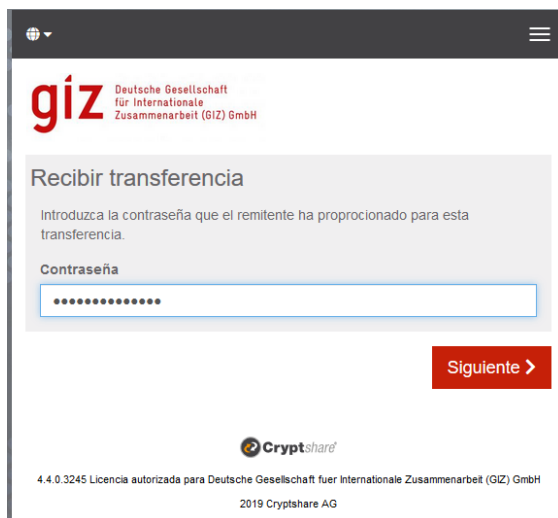 giz
Deutsche Gesellschaft
für Internationale
Zusammenarbeit (GIZ) GmbH
Recibir transferencia
Introduzca la contraseña que el remitente ha proprocionado para esta
transferencia.
Contraseña
••••••••••••••
Siguiente
Cryptshare
4.4.0.3245 Licencia autorizada para Deutsche Gesellschaft fuer Internationale Zusammenarbeit (GIZ) GmbH
2019 Cryptshare AG